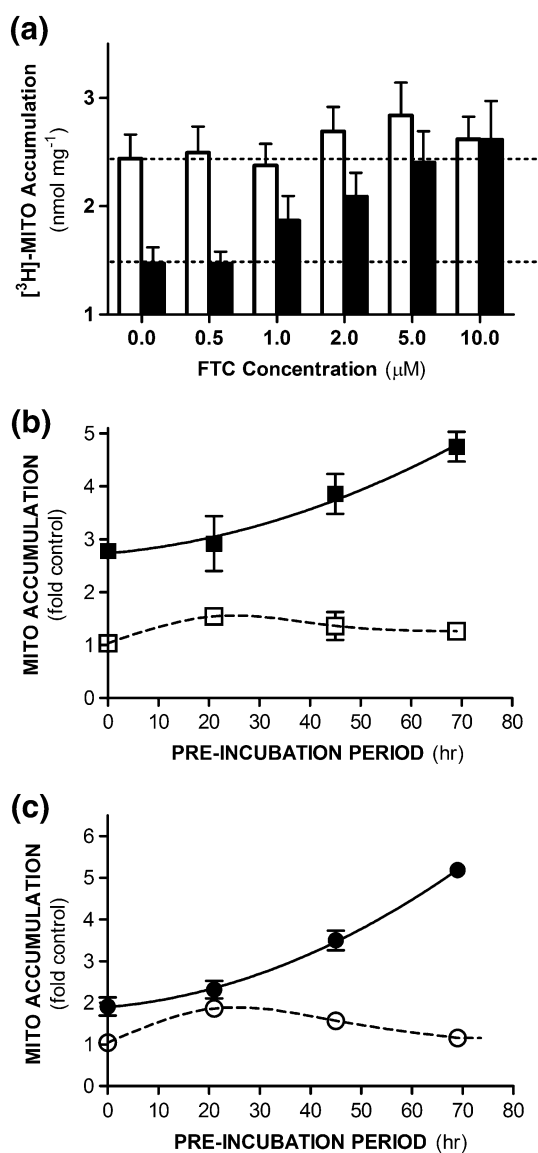 (a)
[³H]-MITO Accumulation
(nmol mg⁻¹)
3
2
1
0.0 0.5 1.0 2.0 5.0 10.0
FTC Concentration (μM)
(b)
MITO ACCUMULATION
(fold control)
5
4
3
2
1
0
0 10 20 30 40 50 60 70 80
PRE-INCUBATION PERIOD (hr)
(c)
MITO ACCUMULATION
(fold control)
6
5
4
3
2
1
0
0 10 20 30 40 50 60 70 80
PRE-INCUBATION PERIOD (hr)